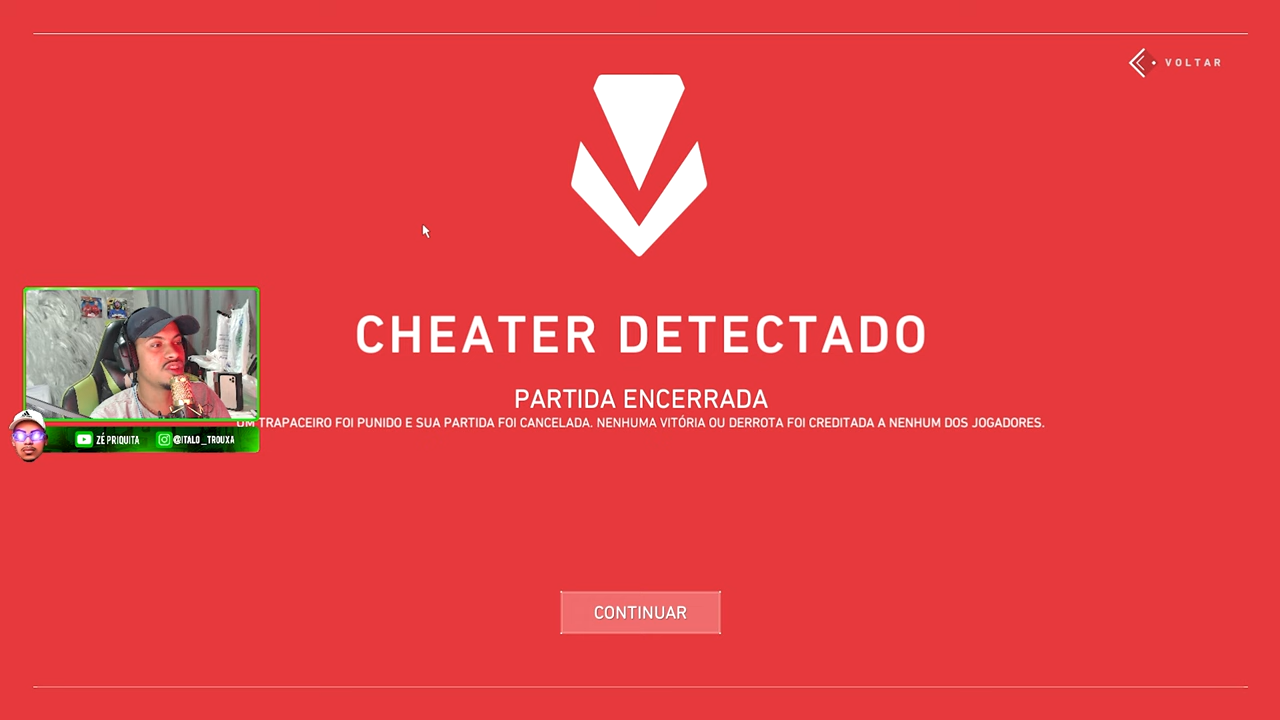 VOLTAR
CHEATER DETECTADO
PARTIDA ENCERRADA
UM TRAPACEIRO FOI PUNIDO E SUA PARTIDA FOI CANCELADA. NENHUMA VITÓRIA OU DERROTA FOI CREDITADA A NENHUM DOS JOGADORES.
ZÉ PRIQUITA @ITALO_TROUXA
CONTINUAR